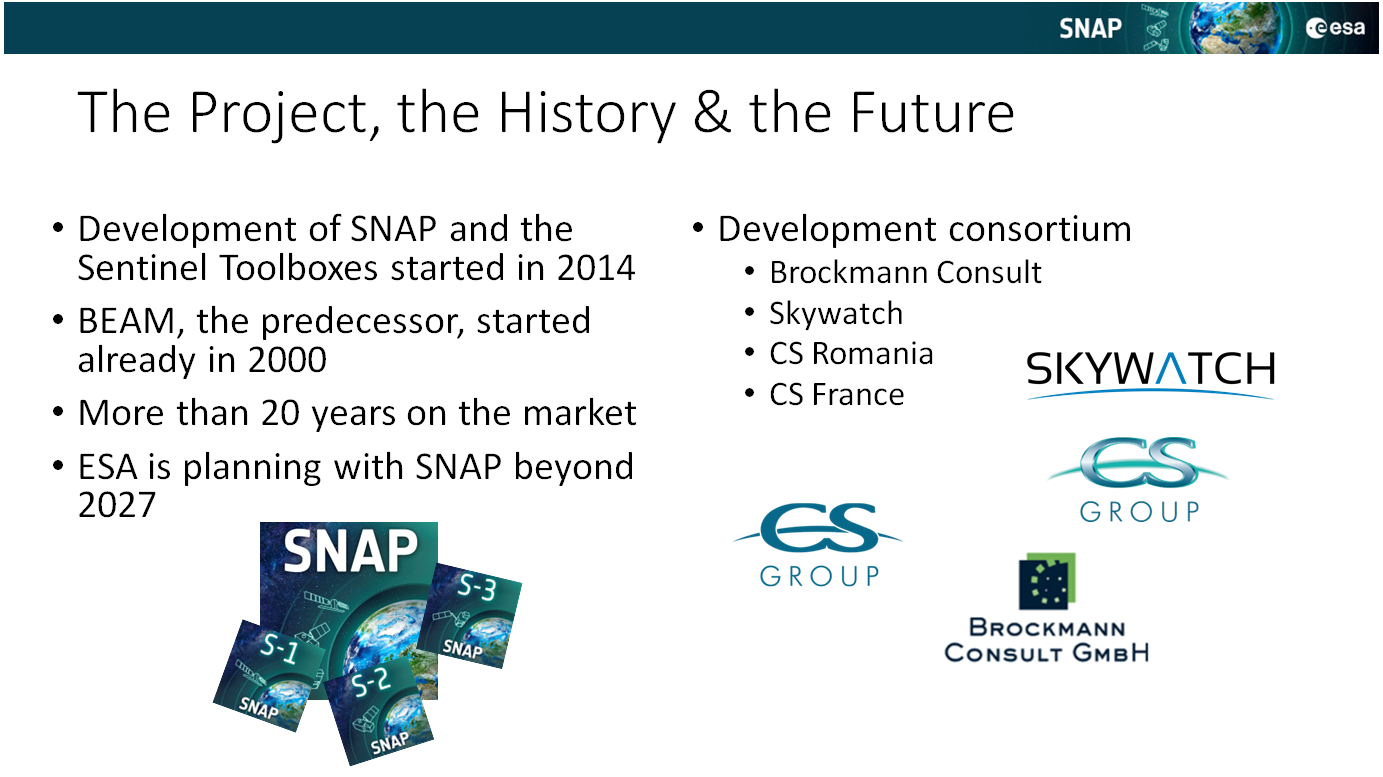 SNAP
esa
The Project, the History & the Future
• Development of SNAP and the
Sentinel Toolboxes started in 2014
• BEAM, the predecessor, started
already in 2000
• More than 20 years on the market
• ESA is planning with SNAP beyond
2027
SNAP
S-3
SNAP
S-1
SNAP
S-2
SNAP
• Development consortium
• Brockmann Consult
• Skywatch
• CS Romania
• CS France
SKYWATCH
CS
GROUP
CS
GROUP
BROCKMANN
CONSULT GMBH